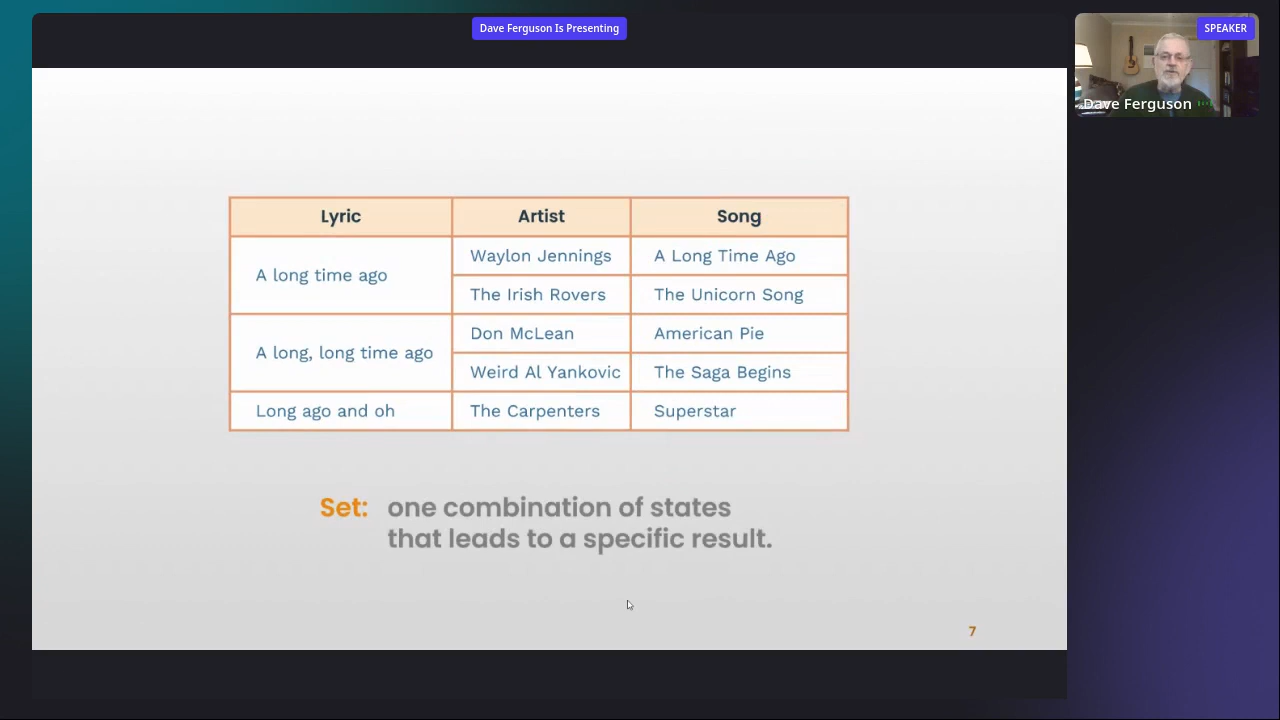 Dave Ferguson Is Presenting
SPEAKER
Dave Ferguson
Lyric Artist Song
A long time ago
Waylon Jennings A Long Time Ago
The Irish Rovers The Unicorn Song
A long, long time ago
Don McLean American Pie
Weird Al Yankovic The Saga Begins
Long ago and oh The Carpenters Superstar
Set: one combination of states
that leads to a specific result.
7